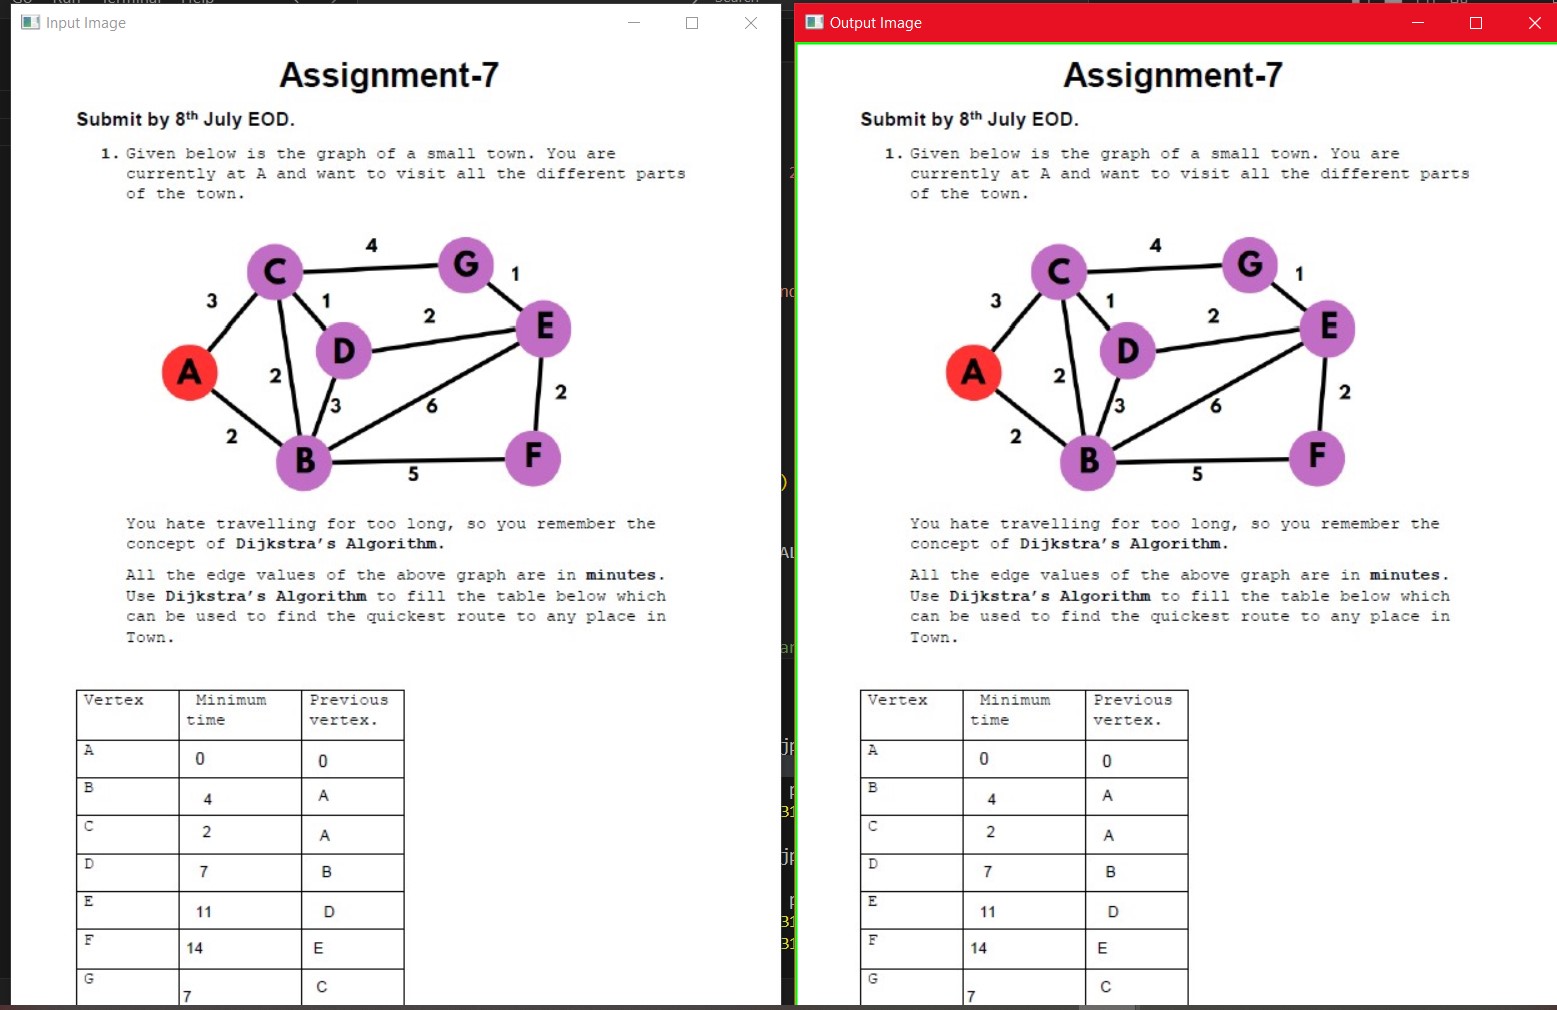 Input Image
Assignment-7
Submit by 8th July EOD.
1. Given below is the graph of a small town. You are
currently at A and want to visit all the different parts
of the town.
4
C
G
1
3
1
2
E
D
A
2
3
6
2
2
B
F
5
You hate travelling for too long, so you remember the
concept of Dijkstra's Algorithm.
All the edge values of the above graph are in minutes.
Use Dijkstra's Algorithm to fill the table below which
can be used to find the quickest route to any place in
Town.
Vertex Minimum time Previous vertex.
A 0 0
B 4 A
C 2 A
D 7 B
E 11 D
F 14 E
G 7 C
Output Image
Assignment-7
Submit by 8th July EOD.
1. Given below is the graph of a small town. You are
currently at A and want to visit all the different parts
of the town.
4
C
G
1
3
1
2
E
D
A
2
3
6
2
2
B
F
5
You hate travelling for too long, so you remember the
concept of Dijkstra's Algorithm.
All the edge values of the above graph are in minutes.
Use Dijkstra's Algorithm to fill the table below which
can be used to find the quickest route to any place in
Town.
Vertex Minimum time Previous vertex.
A 0 0
B 4 A
C 2 A
D 7 B
E 11 D
F 14 E
G 7 C